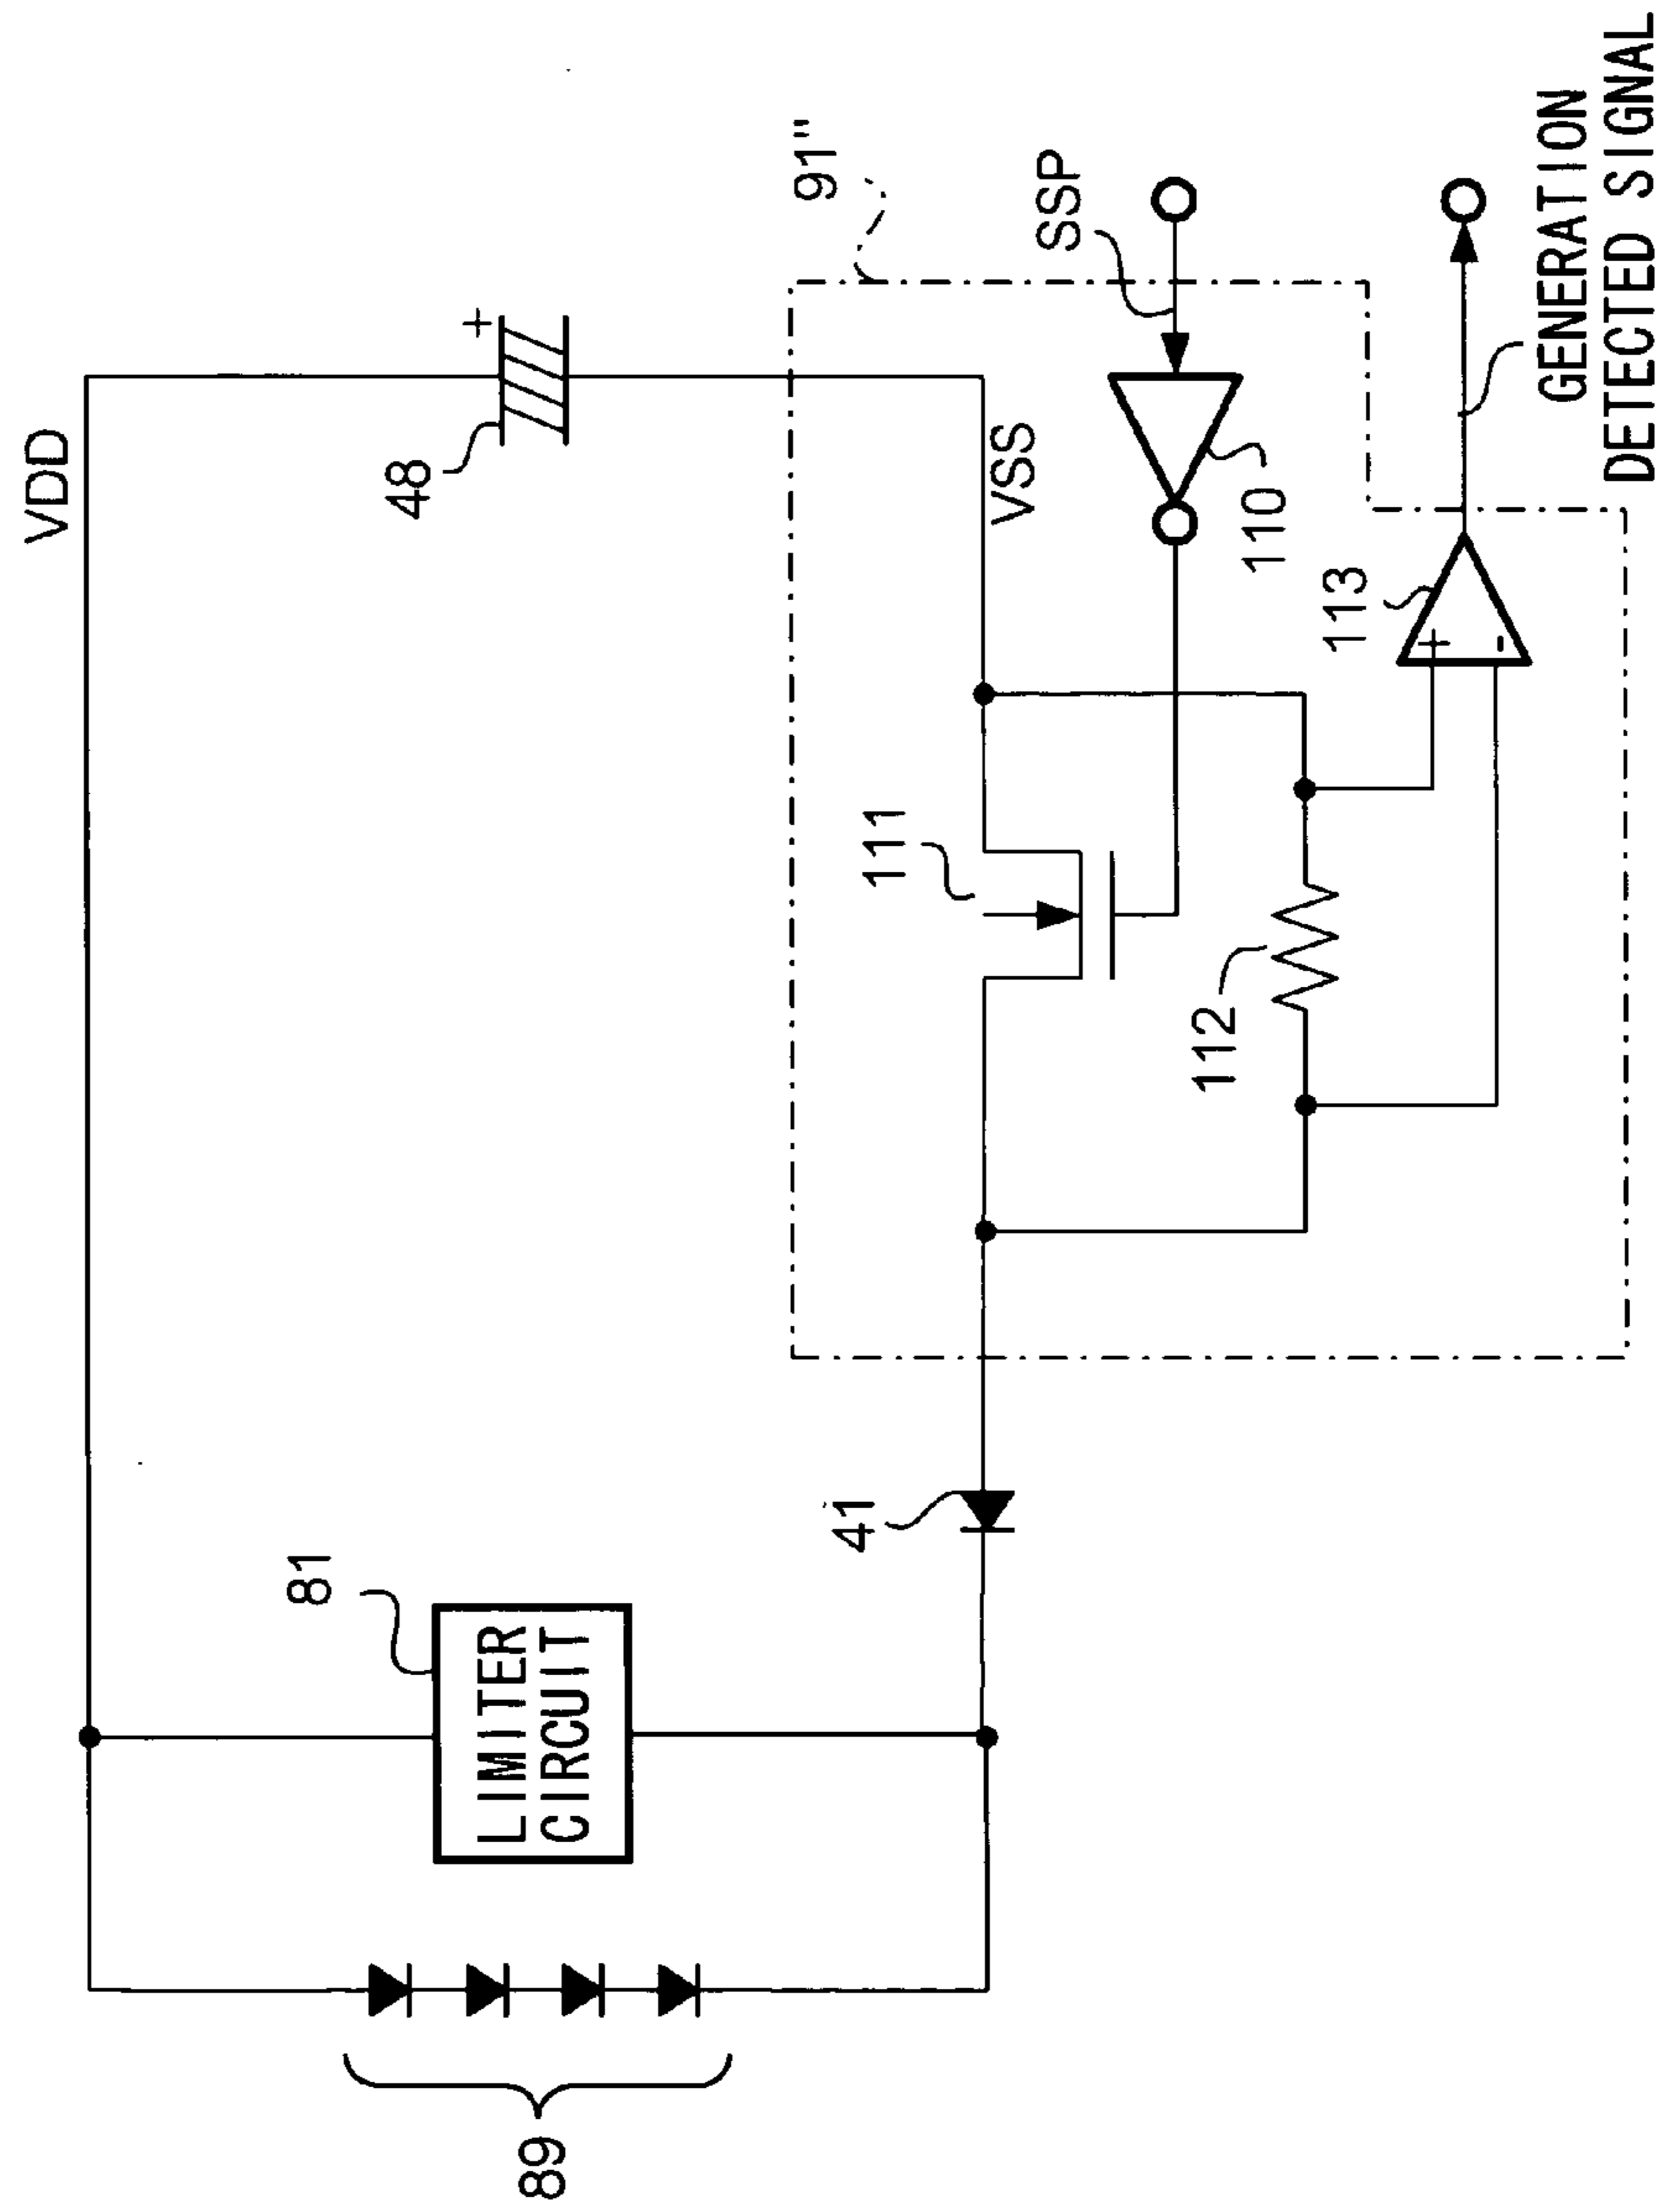 VDD
48
+
91"
SSP
VSS
110
111
112
113
+
-
GENERATION
DETECTED SIGNAL
41
81
LIMITER
CIRCUIT
89